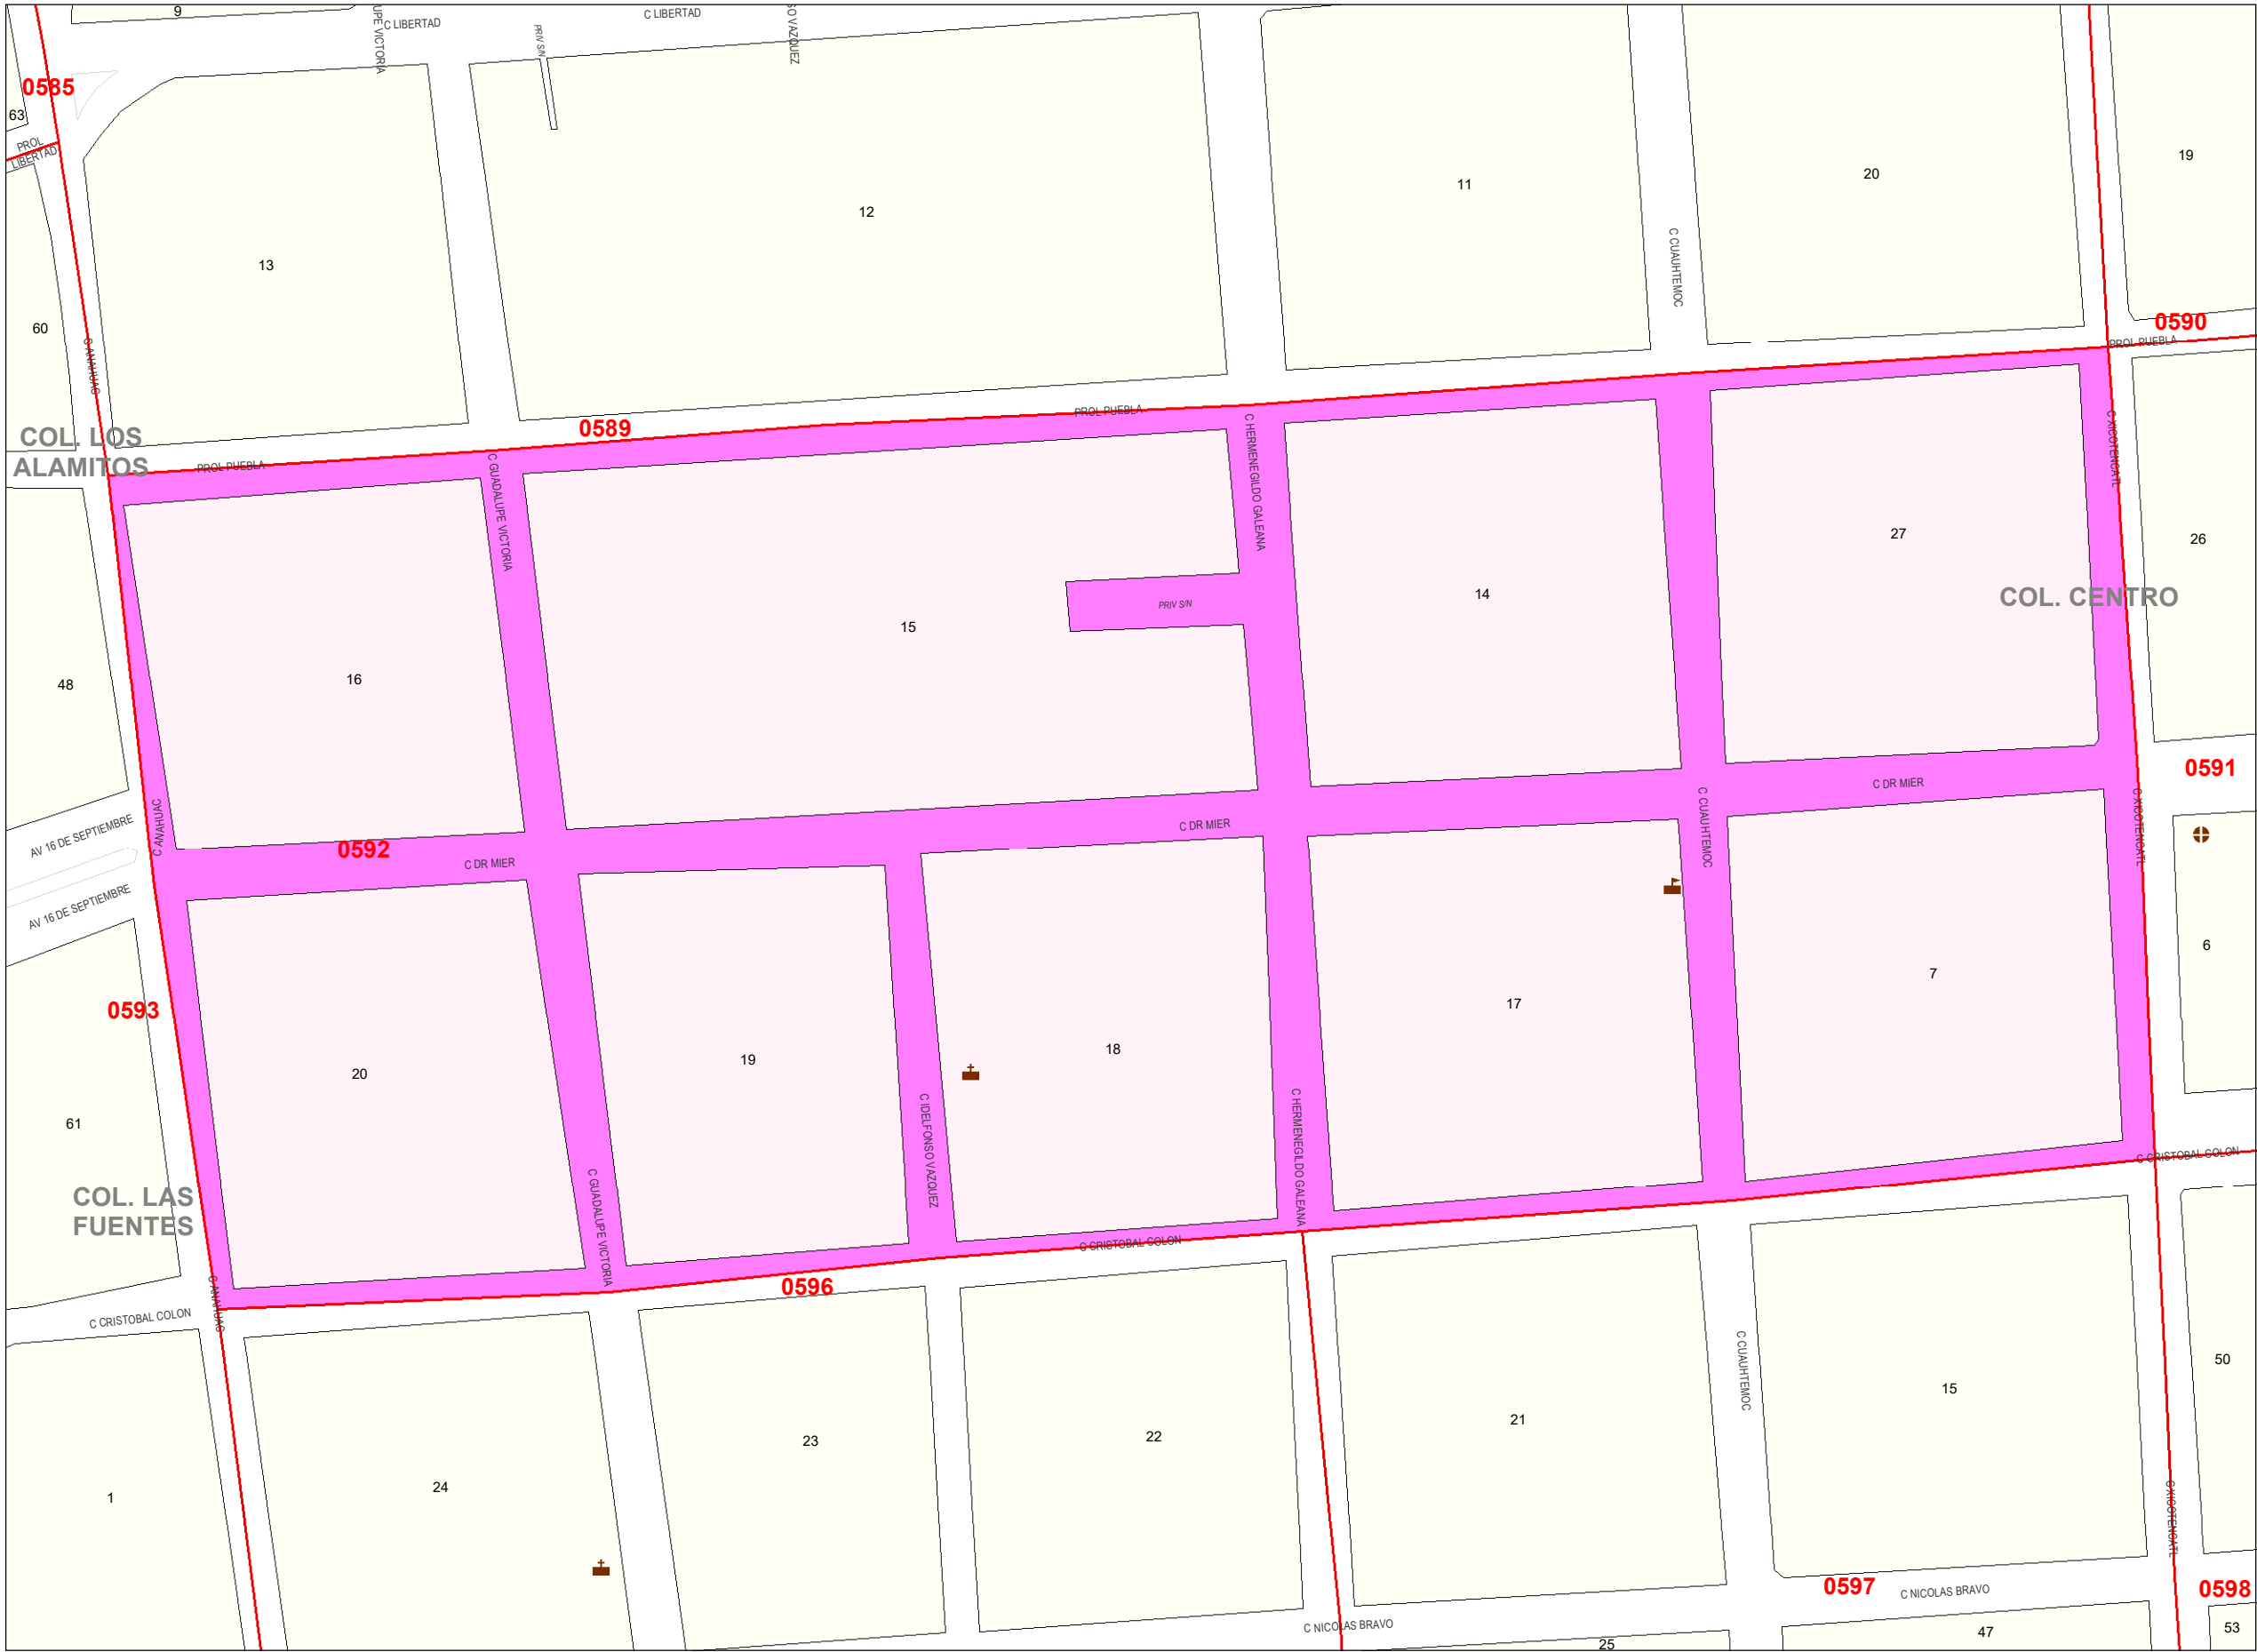 9
C LIBERTAD
C LIBERTAD
UPE VICTORIA
PRIV S/N
SO VAZQUEZ
0585
63
PROL
LIBERTAD
19
20
11
12
13
C CUAUHTEMOC
60
C ANAHUAC
0590
PROL PUEBLA
PROL PUEBLA
0589
COL. LOS
ALAMITOS
PROL PUEBLA
C GUADALUPE VICTORIA
C HERMENEGILDO GALEANA
C XICOTENCATL
27
26
14
COL. CENTRO
PRIV S/N
15
16
48
0591
C DR MIER
C ANAHUAC
AV 16 DE SEPTIEMBRE
0592
C DR MIER
C DR MIER
C CUAUHTEMOC
C XICOTENCATL
AV 16 DE SEPTIEMBRE
6
7
17
0593
18
19
20
61
C IDELFONSO VAZQUEZ
C HERMENEGILDO GALEANA
C CRISTOBAL COLON
COL. LAS
FUENTES
C GUADALUPE VICTORIA
C CRISTOBAL COLON
0596
C ANAHUAC
C CRISTOBAL COLON
C CUAUHTEMOC
50
15
21
22
23
24
1
C XICOTENCATL
0597
C NICOLAS BRAVO
0598
C NICOLAS BRAVO
25
47
53